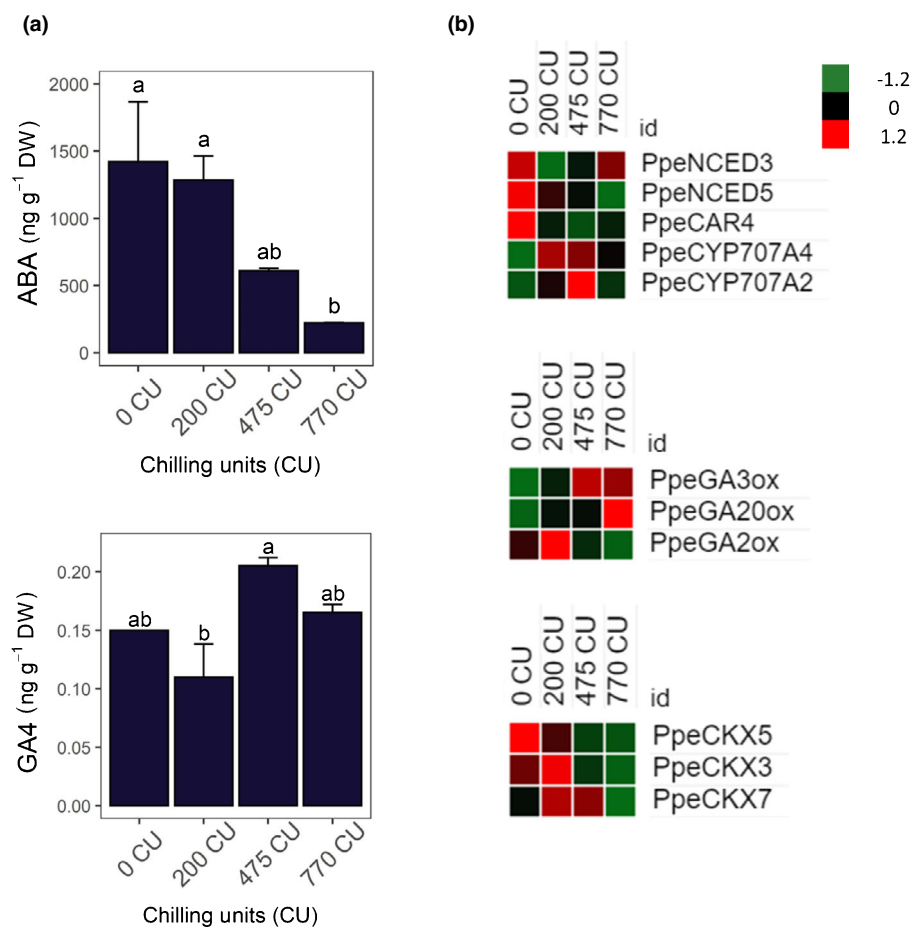 (a)
2000
1500
1000
500
0
ABA (ng g⁻¹ DW)
a
a
ab
b
0 CU
200 CU
475 CU
770 CU
Chilling units (CU)
0.20
0.15
0.10
0.05
0.00
GA4 (ng g⁻¹ DW)
ab
b
a
ab
0 CU
200 CU
475 CU
770 CU
Chilling units (CU)
(b)
-1.2
0
1.2
0 CU
200 CU
475 CU
770 CU
id
PpeNCED3
PpeNCED5
PpeCAR4
PpeCYP707A4
PpeCYP707A2
0 CU
200 CU
475 CU
770 CU
id
PpeGA3ox
PpeGA20ox
PpeGA2ox
0 CU
200 CU
475 CU
770 CU
id
PpeCKX5
PpeCKX3
PpeCKX7